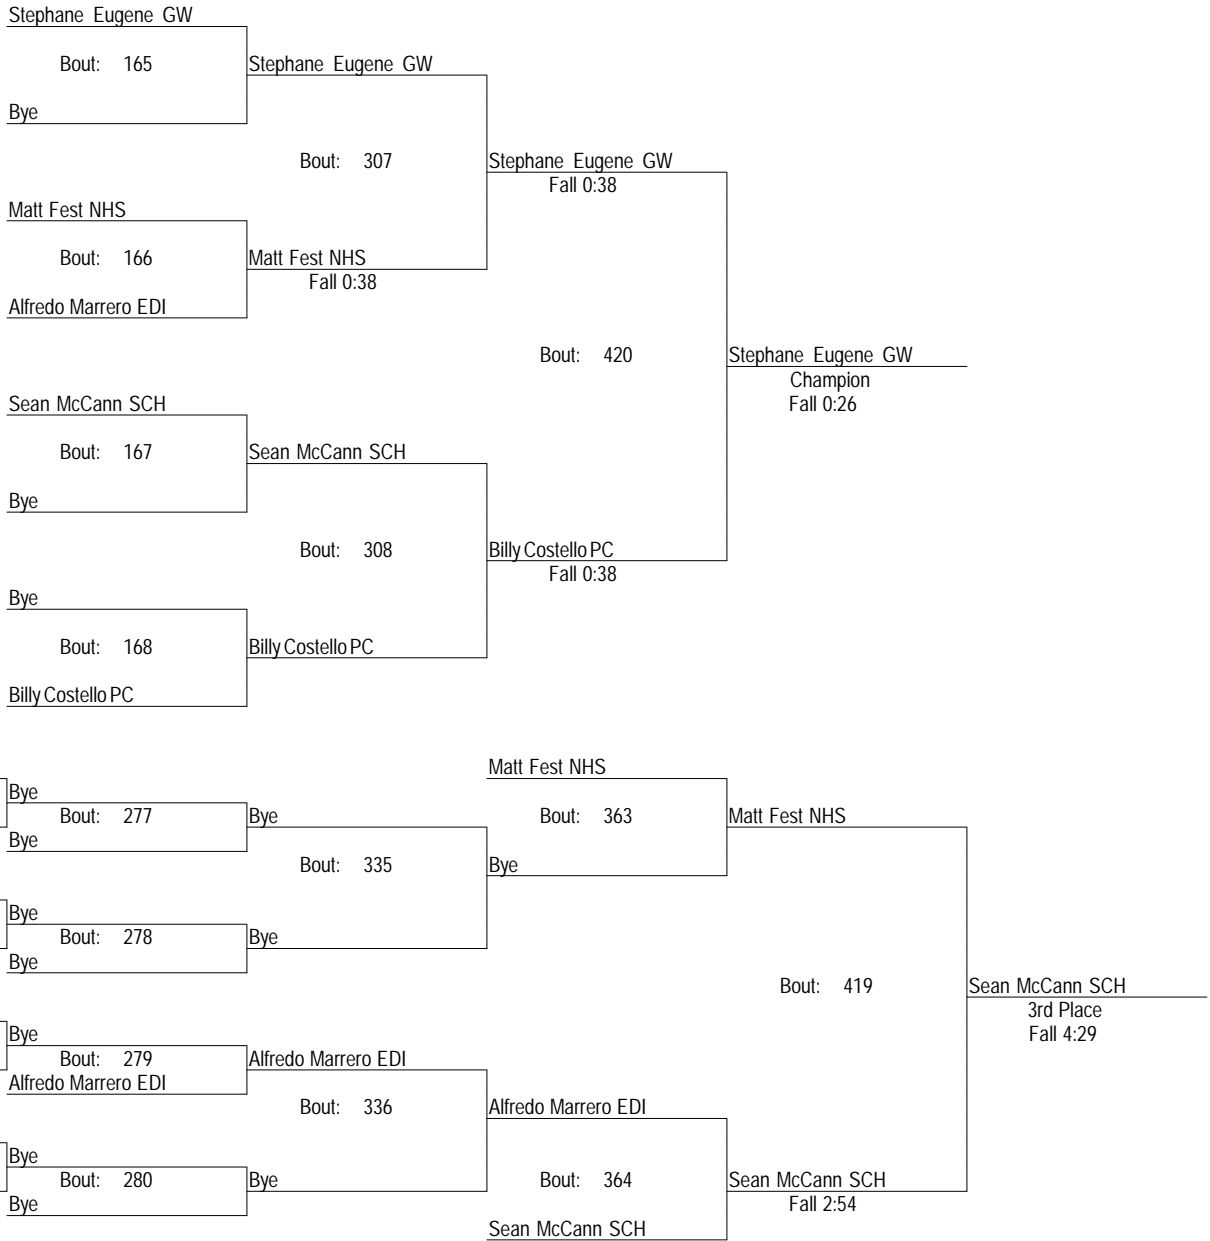 Stephane Eugene GW
Bout: 165
Stephane Eugene GW
Bye
Bout: 307
Stephane Eugene GW
Fall 0:38
Matt Fest NHS
Bout: 166
Matt Fest NHS
Fall 0:38
Alfredo Marrero EDI
Bout: 420
Stephane Eugene GW
Champion
Fall 0:26
Sean McCann SCH
Bout: 167
Sean McCann SCH
Bye
Bout: 308
Billy Costello PC
Fall 0:38
Bye
Bout: 168
Billy Costello PC
Billy Costello PC
Matt Fest NHS
Bye
Bout: 277
Bye
Bout: 363
Matt Fest NHS
Bye
Bout: 335
Bye
Bye
Bout: 278
Bye
Bye
Bout: 419
Sean McCann SCH
3rd Place
Fall 4:29
Bye
Bout: 279
Alfredo Marrero EDI
Alfredo Marrero EDI
Bout: 336
Alfredo Marrero EDI
Bye
Bout: 280
Bye
Bout: 364
Sean McCann SCH
Fall 2:54
Bye
Sean McCann SCH